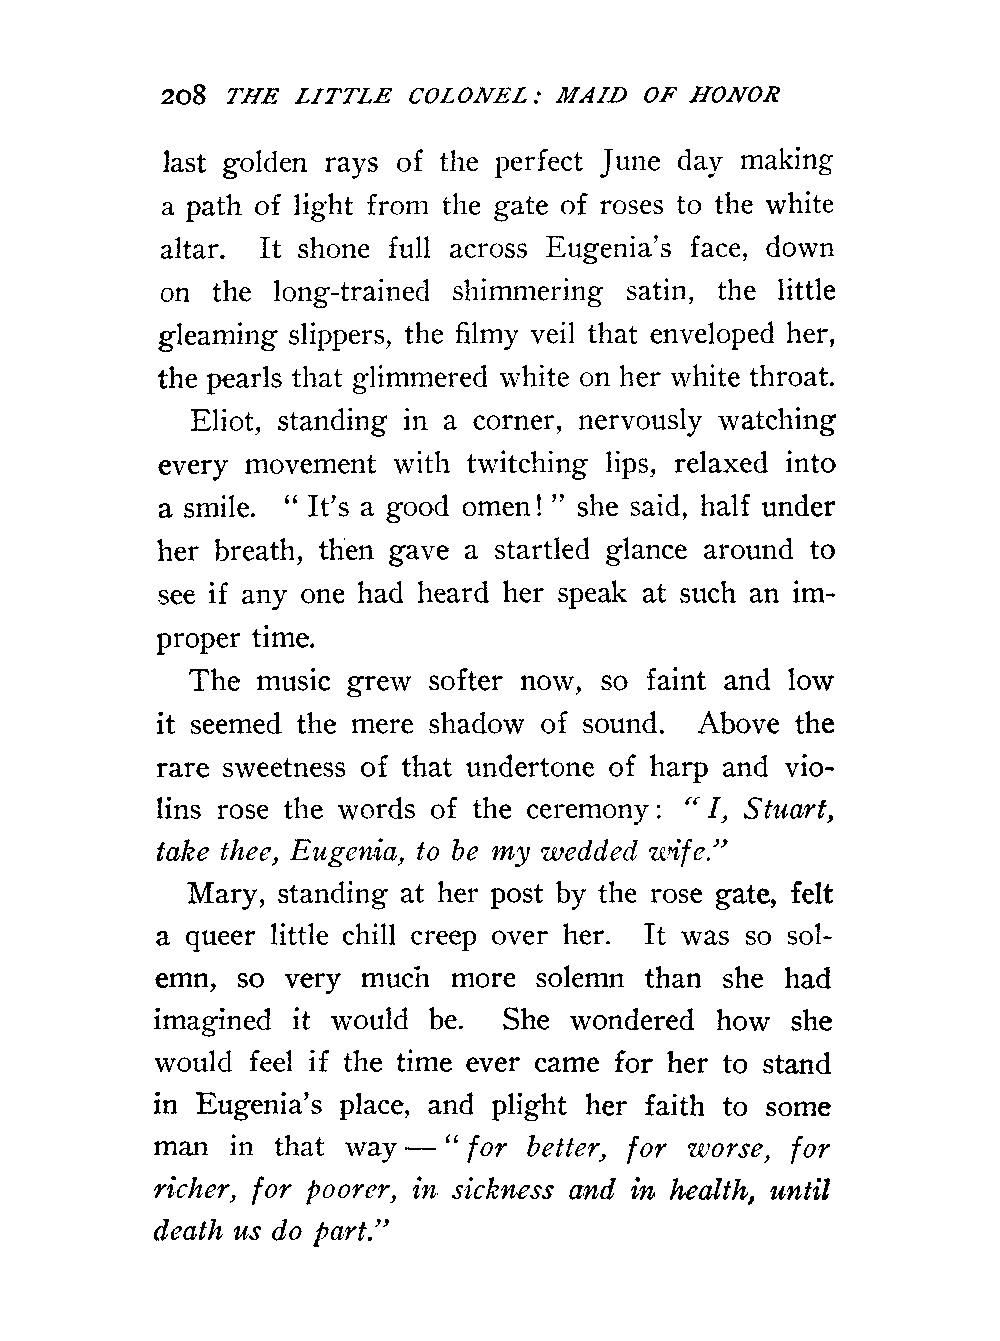 208 THE LITTLE COLONEL: MAID OF HONOR
last golden rays of the perfect June day making
a path of light from the gate of roses to the white
altar. It shone full across Eugenia's face, down
on the long-trained shimmering satin, the little
gleaming slippers, the filmy veil that enveloped her,
the pearls that glimmered white on her white throat.
Eliot, standing in a corner, nervously watching
every movement with twitching lips, relaxed into
a smile. "It's a good omen!" she said, half under
her breath, then gave a startled glance around to
see if any one had heard her speak at such an im-
proper time.
The music grew softer now, so faint and low
it seemed the mere shadow of sound. Above the
rare sweetness of that undertone of harp and vio-
lins rose the words of the ceremony: "I, Stuart,
take thee, Eugenia, to be my wedded wife."
Mary, standing at her post by the rose gate, felt
a queer little chill creep over her. It was so sol-
emn, so very much more solemn than she had
imagined it would be. She wondered how she
would feel if the time ever came for her to stand
in Eugenia's place, and plight her faith to some
man in that way — "for better, for worse, for
richer, for poorer, in sickness and in health, until
death us do part."